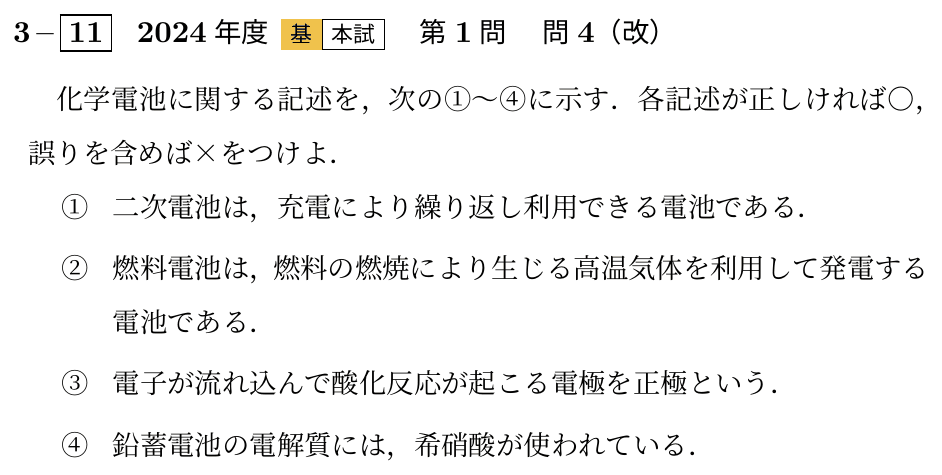 3－11 2024 年度 基 本試 第 1 問 問 4（改）
化学電池に関する記述を，次の①～④に示す．各記述が正しければ○，
誤りを含めば×をつけよ．
① 二次電池は，充電により繰り返し利用できる電池である．
② 燃料電池は，燃料の燃焼により生じる高温気体を利用して発電する
電池である．
③ 電子が流れ込んで酸化反応が起こる電極を正極という．
④ 鉛蓄電池の電解質には，希硝酸が使われている．